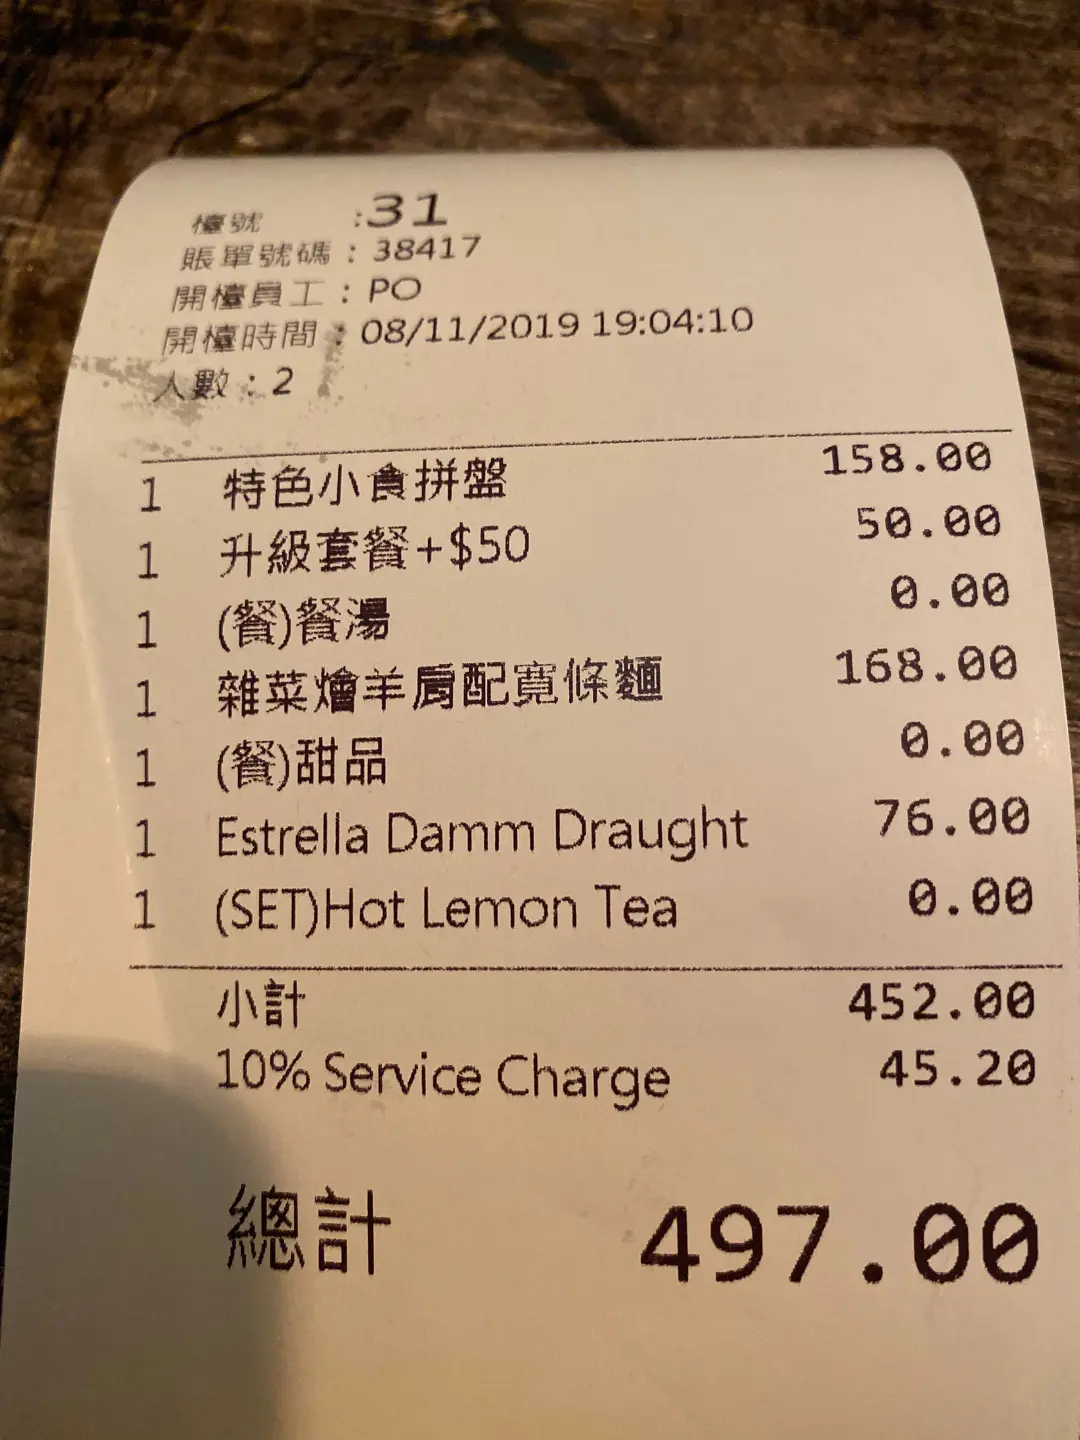 檯號 :31
賬單號碼 : 38417
開檯員工 : PO
開檯時間 : 08/11/2019 19:04:10
人數 : 2
1 特色小食拼盤 158.00
1 升級套餐+$50 50.00
1 (餐)餐湯 0.00
1 雜菜燴羊肩配寬條麵 168.00
1 (餐)甜品 0.00
1 Estrella Damm Draught 76.00
1 (SET)Hot Lemon Tea 0.00
小計 452.00
10% Service Charge 45.20
總計 497.00